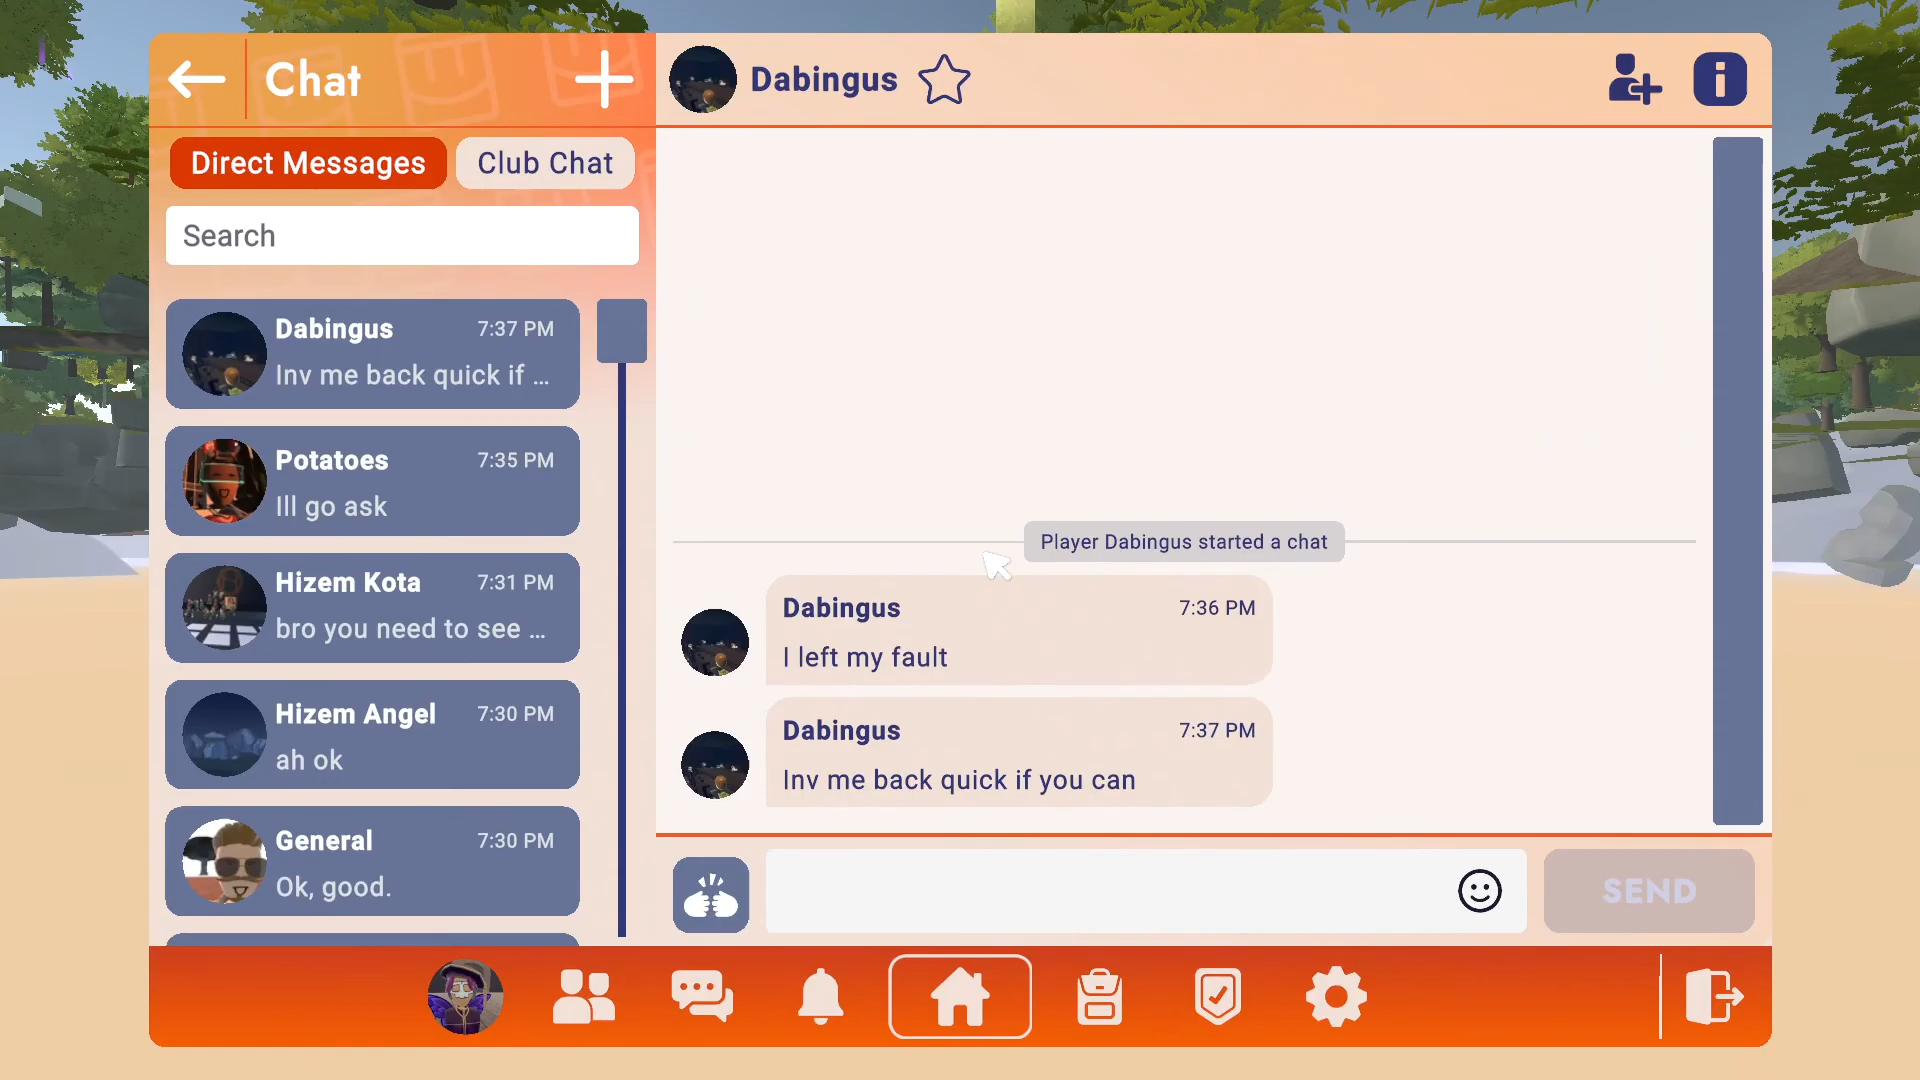 Chat
Dabingus
Direct Messages
Club Chat
Search
Dabingus 7:37 PM
Inv me back quick if ...
Potatoes 7:35 PM
Ill go ask
Hizem Kota 7:31 PM
bro you need to see ...
Hizem Angel 7:30 PM
ah ok
General 7:30 PM
Ok, good.
Player Dabingus started a chat
Dabingus 7:36 PM
I left my fault
Dabingus 7:37 PM
Inv me back quick if you can
SEND